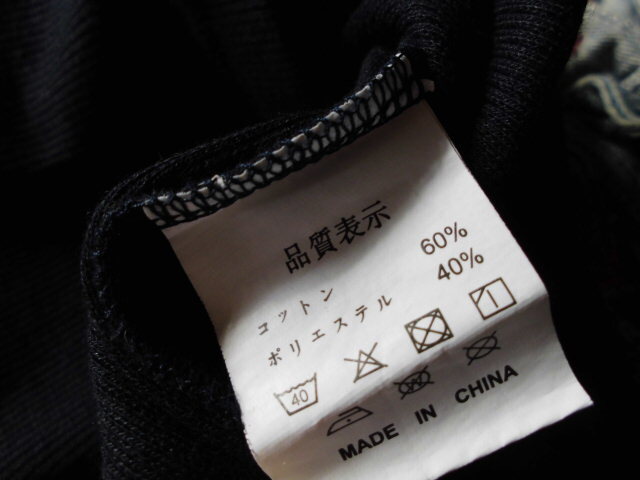 品質表示
コットン 60%
ポリエステル 40%
40
W
MADE IN CHINA